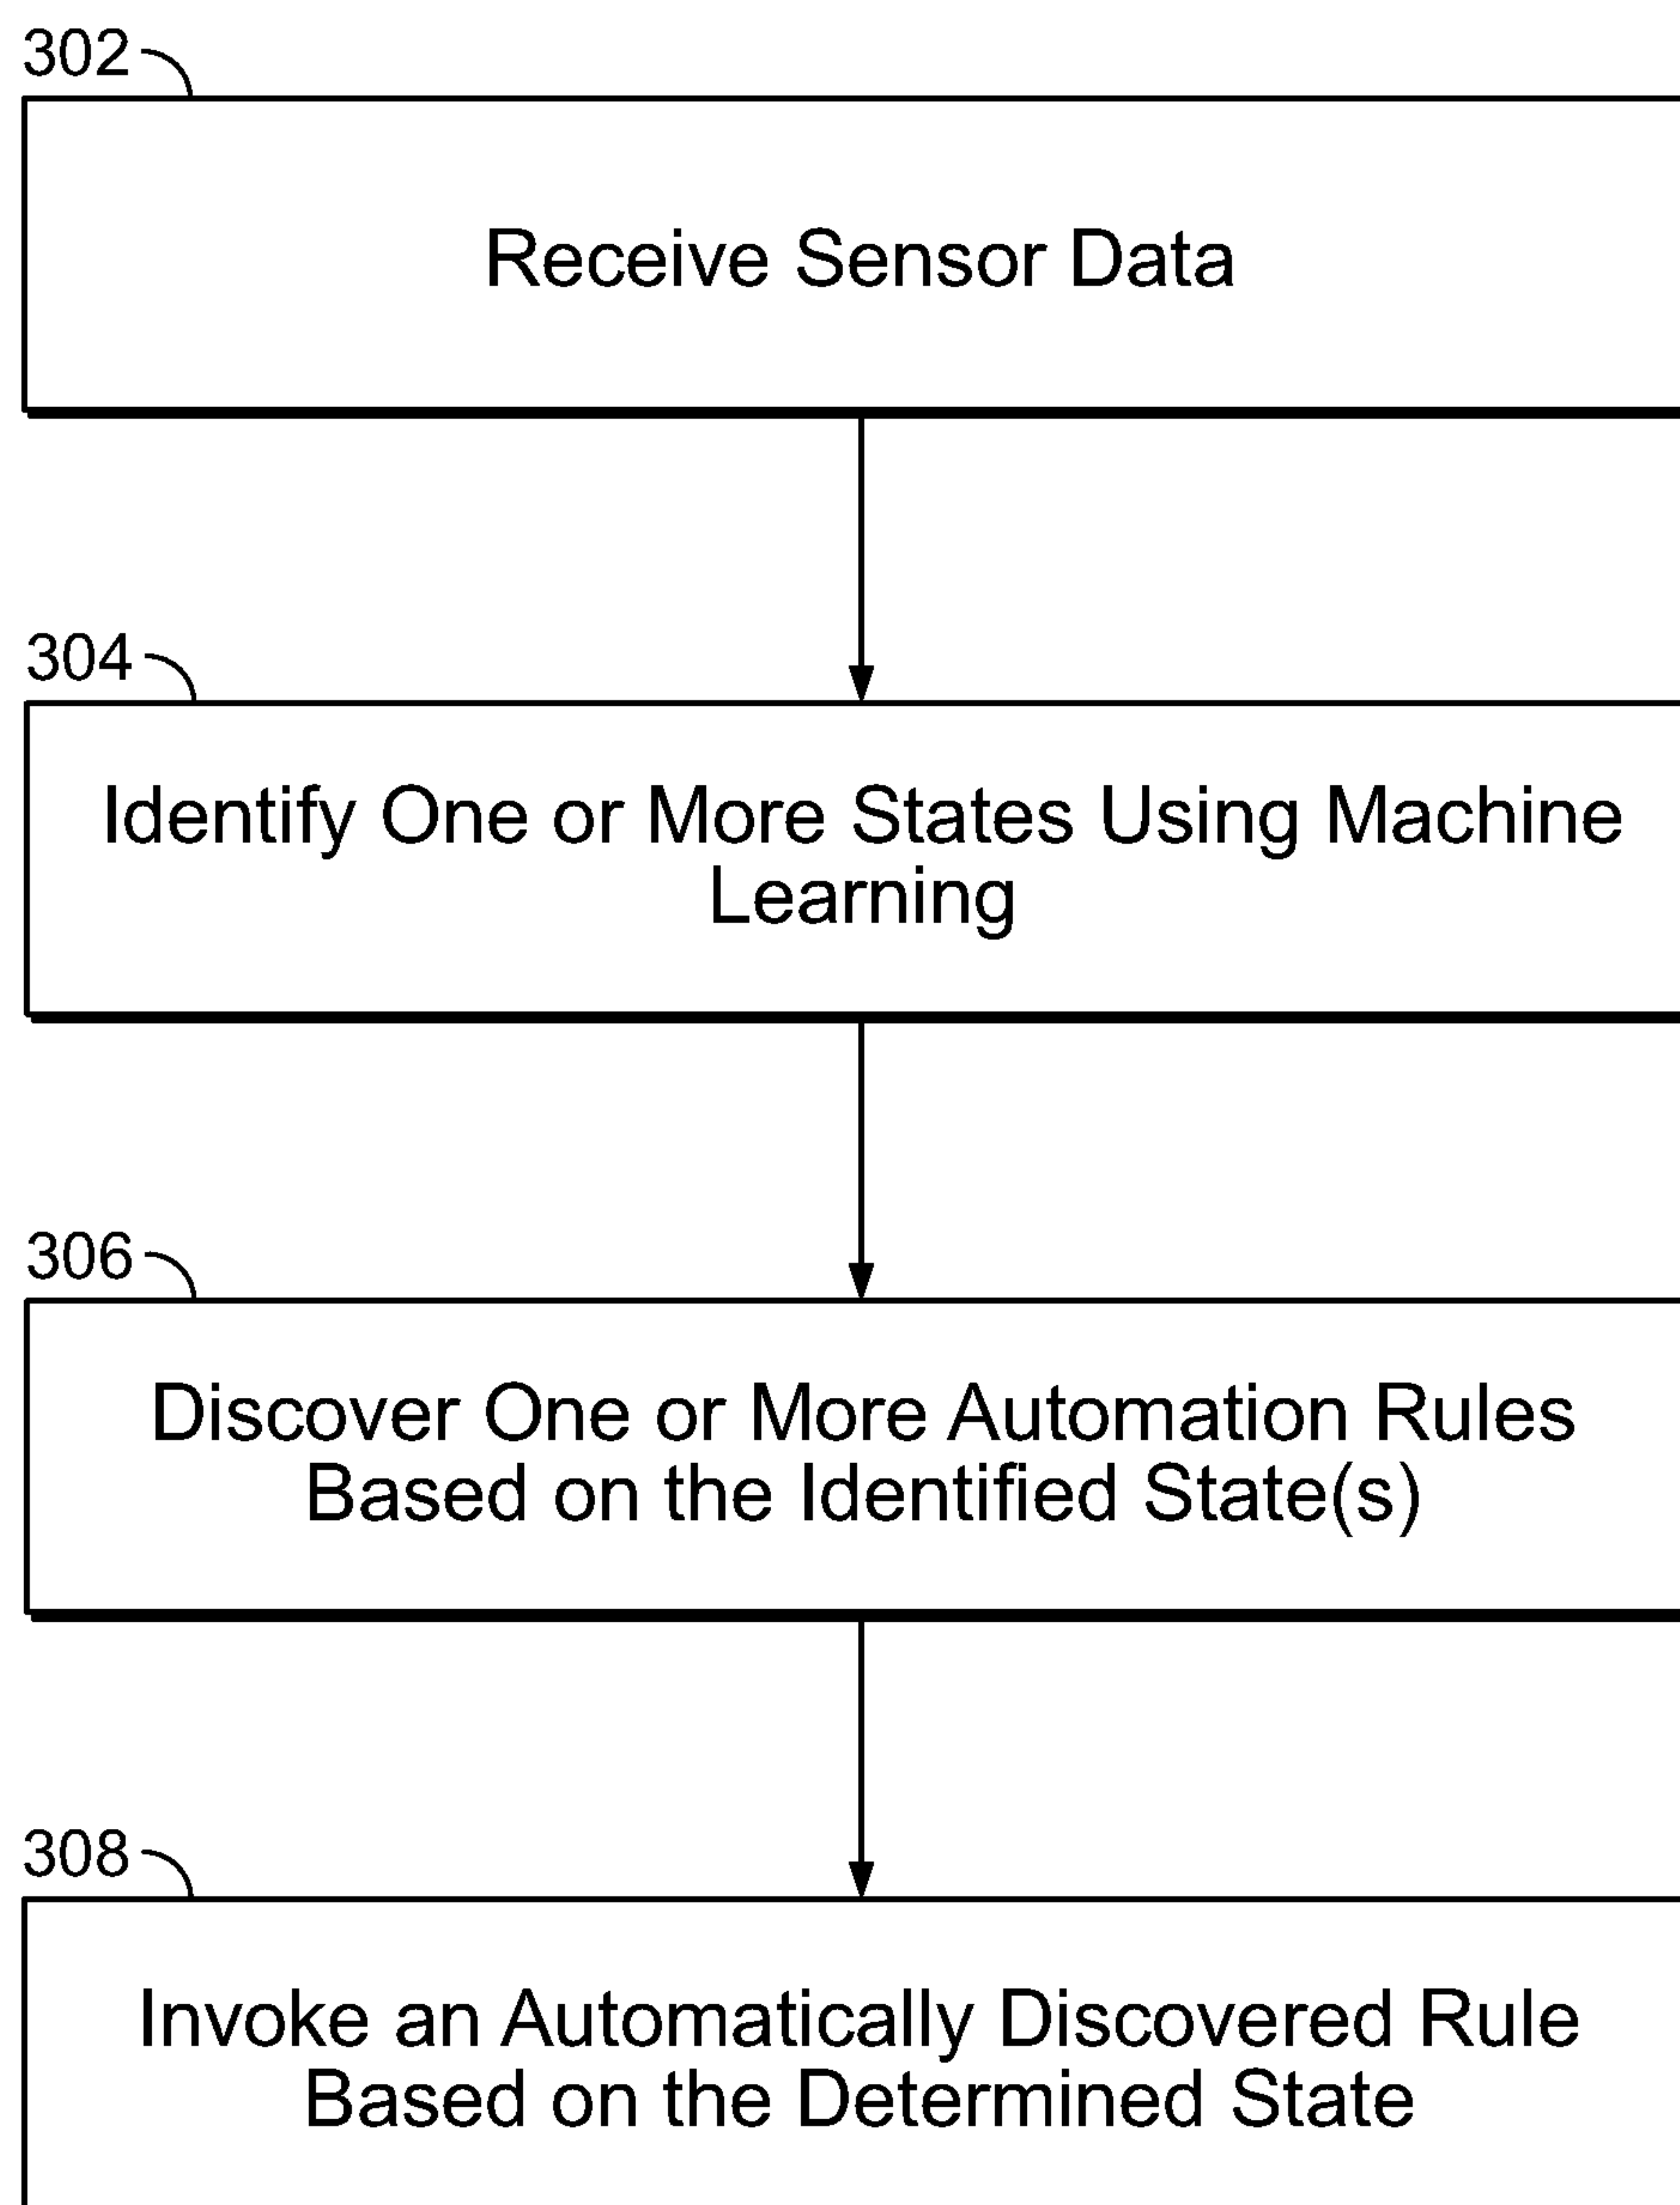 302
Receive Sensor Data
304
Identify One or More States Using Machine
Learning
306
Discover One or More Automation Rules
Based on the Identified State(s)
308
Invoke an Automatically Discovered Rule
Based on the Determined State